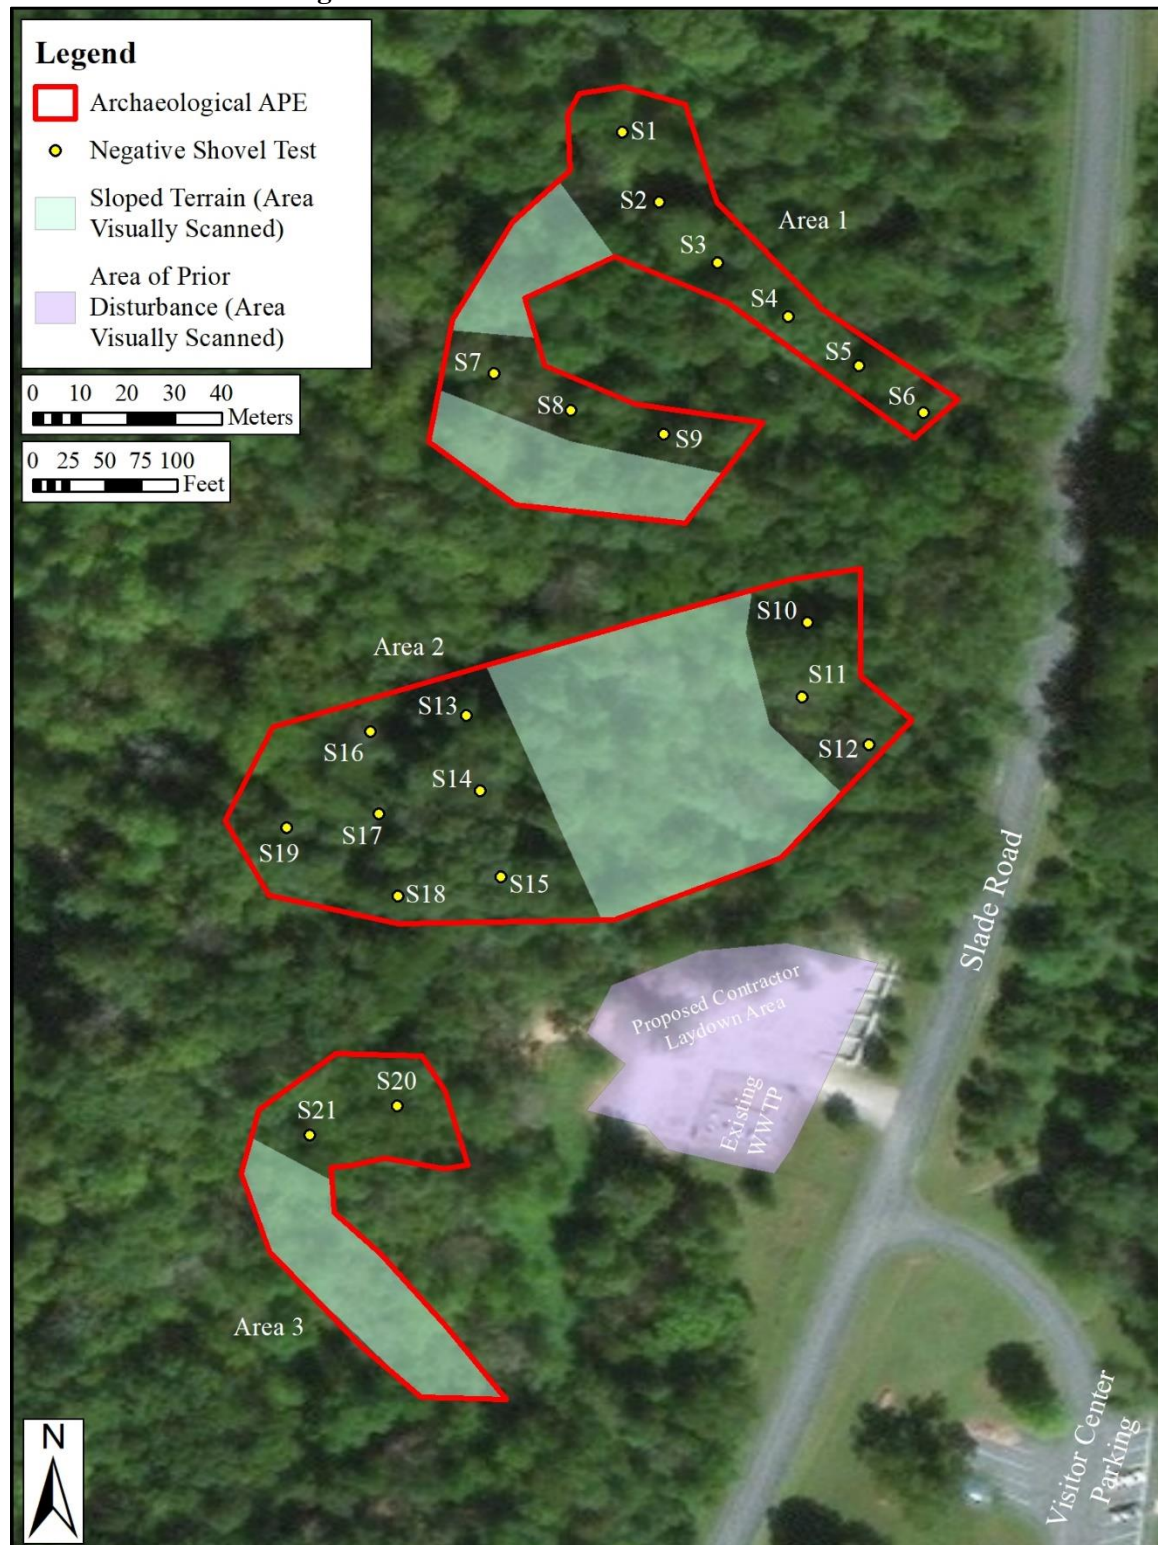 Legend
Archaeological APE
Negative Shovel Test
Sloped Terrain (Area
Visually Scanned)
Area of Prior
Disturbance (Area
Visually Scanned)
0 10 20 30 40
Meters
0 25 50 75 100
Feet
S1
S2
S3
Area 1
S4
S5
S6
S7
S8
S9
S10
Area 2
S11
S13
S12
S16
S14
S17
S19
S15
S18
Slade Road
Proposed Contractor
Laydown Area
Existing
WWTP
S20
S21
Area 3
Visitor Center
Parking
N